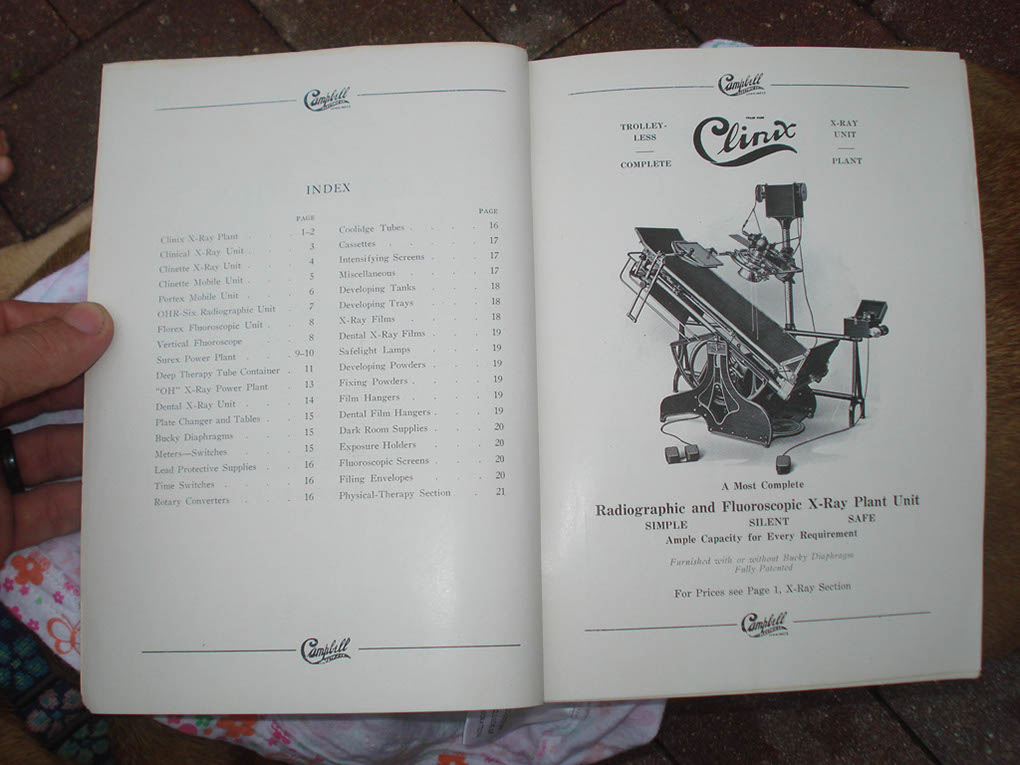 Campbell
INDEX
PAGE
Clinix X-Ray Plant . . 1–2
Clinical X-Ray Unit . . 3
Clinette X-Ray Unit . . 4
Clinette Mobile Unit . . 5
Portex Mobile Unit . . 6
OHR-Six Radiographic Unit 7
Florex Fluoroscopic Unit . . 8
Vertical Fluoroscope . 8
Surex Power Plant . . 9–10
Deep Therapy Tube Container . 11
"OH" X-Ray Power Plant . 13
Dental X-Ray Unit . . 14
Plate Changer and Tables . . 15
Bucky Diaphragms . . 15
Meters—Switches . . 15
Lead Protective Supplies . . 16
Time Switches . . . 16
Rotary Converters . . 16
PAGE
Coolidge Tubes . . . . 16
Cassettes . . . . 17
Intensifying Screens . . . 17
Miscellaneous . . . 17
Developing Tanks . . 18
Developing Trays . . . 18
X-Ray Films . . . 18
Dental X-Ray Films . . . 19
Safelight Lamps . . . 19
Developing Powders . . . 19
Fixing Powders . . . . 19
Film Hangers . . . . 19
Dental Film Hangers . . . 19
Dark Room Supplies . . . 20
Exposure Holders . . . 20
Fluoroscopic Screens . . . 20
Filing Envelopes . . . 20
Physical-Therapy Section . 21
Campbell
Campbell
TROLLEY-
LESS
COMPLETE
Clinix
X-RAY
UNIT
PLANT
A Most Complete
Radiographic and Fluoroscopic X-Ray Plant Unit
SIMPLE SILENT SAFE
Ample Capacity for Every Requirement
Furnished with or without Bucky Diaphragm
Fully Patented
For Prices see Page 1, X-Ray Section
Campbell